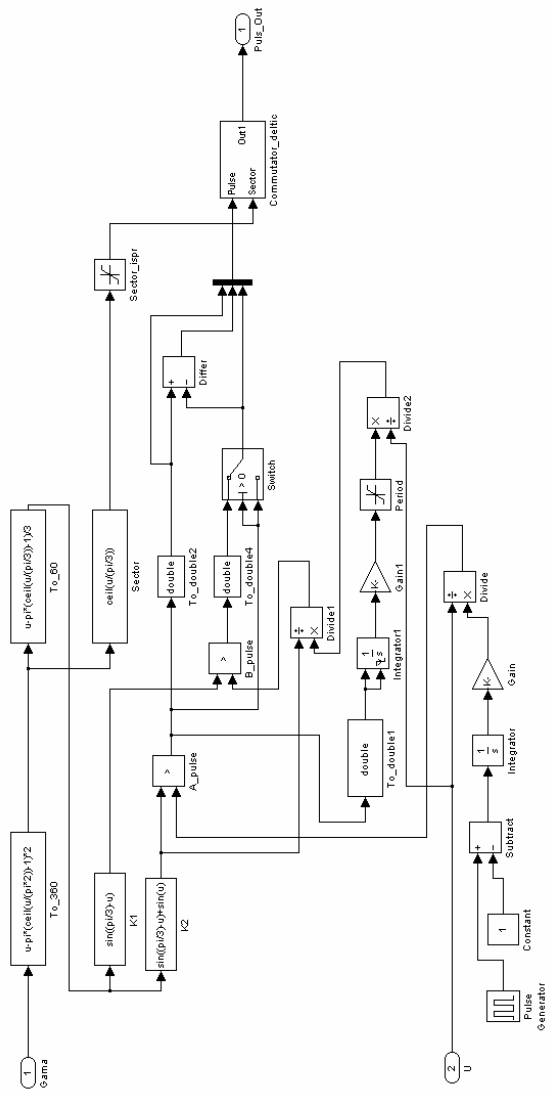 1
Gama
u-pi*(ceil(u/(pi*2))-1)*2
To_360
u-pi*(ceil(u/(pi/3))-1)/3
To_60
ceil(u/(pi/3))
Sector
Sector_ispr
sin((pi/3)-u)
K1
sin((pi/3)-u)+sin(u)
K2
>
A_pulse
>
B_pulse
double
To_double2
double
To_double4
> 0
Switch
+
−
Differ
Pulse
Sector
Out1
Commutator_deltic
1
Puls_Out
÷
×
Divide1
double
To_double1
1
s
Integrator1
K-
Gain1
Period
×
÷
Divide2
2
U
Pulse
Generator
1
Constant
+
−
Subtract
1
s
Integrator
K-
Gain
÷
×
Divide